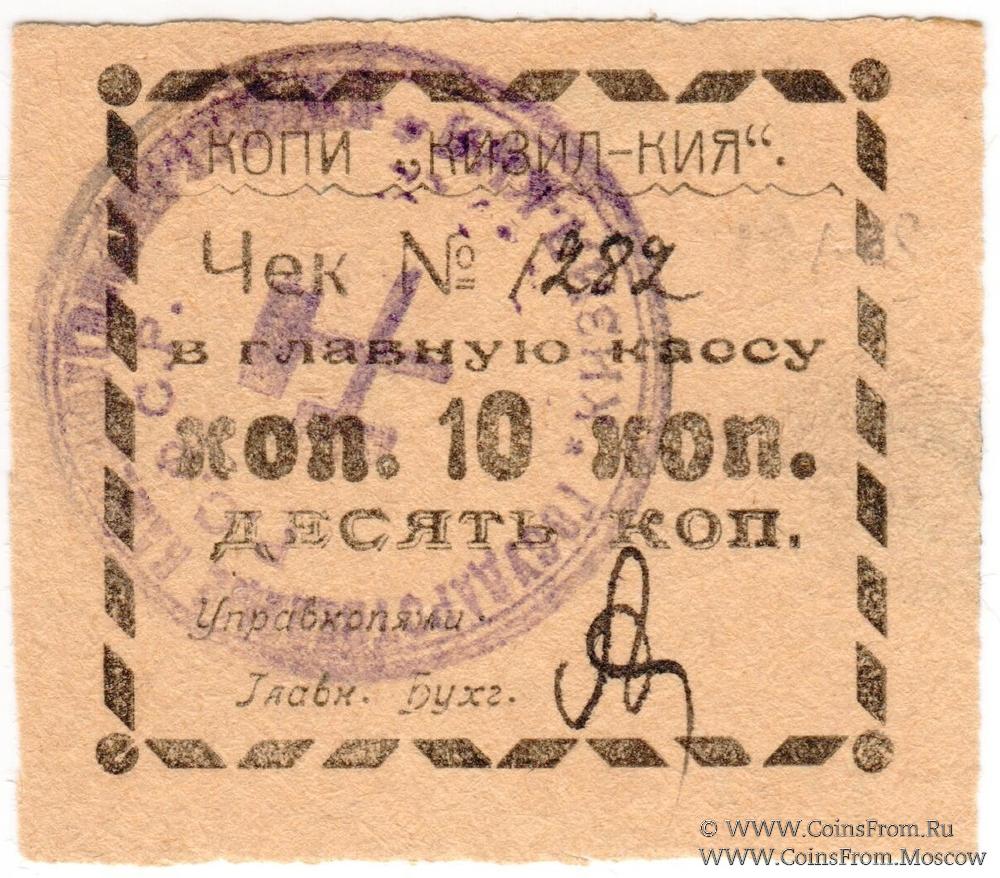 КОПИ „КИЗИЛ-КИЯ“.
Чек № 1282
в главную кассу
коп. 10 коп.
ДЕСЯТЬ КОП.
Управкопями
Главн. Бухг.
Р.С.Ф.С.Р.
© WWW.CoinsFrom.Ru
WWW.CoinsFrom.Moscow